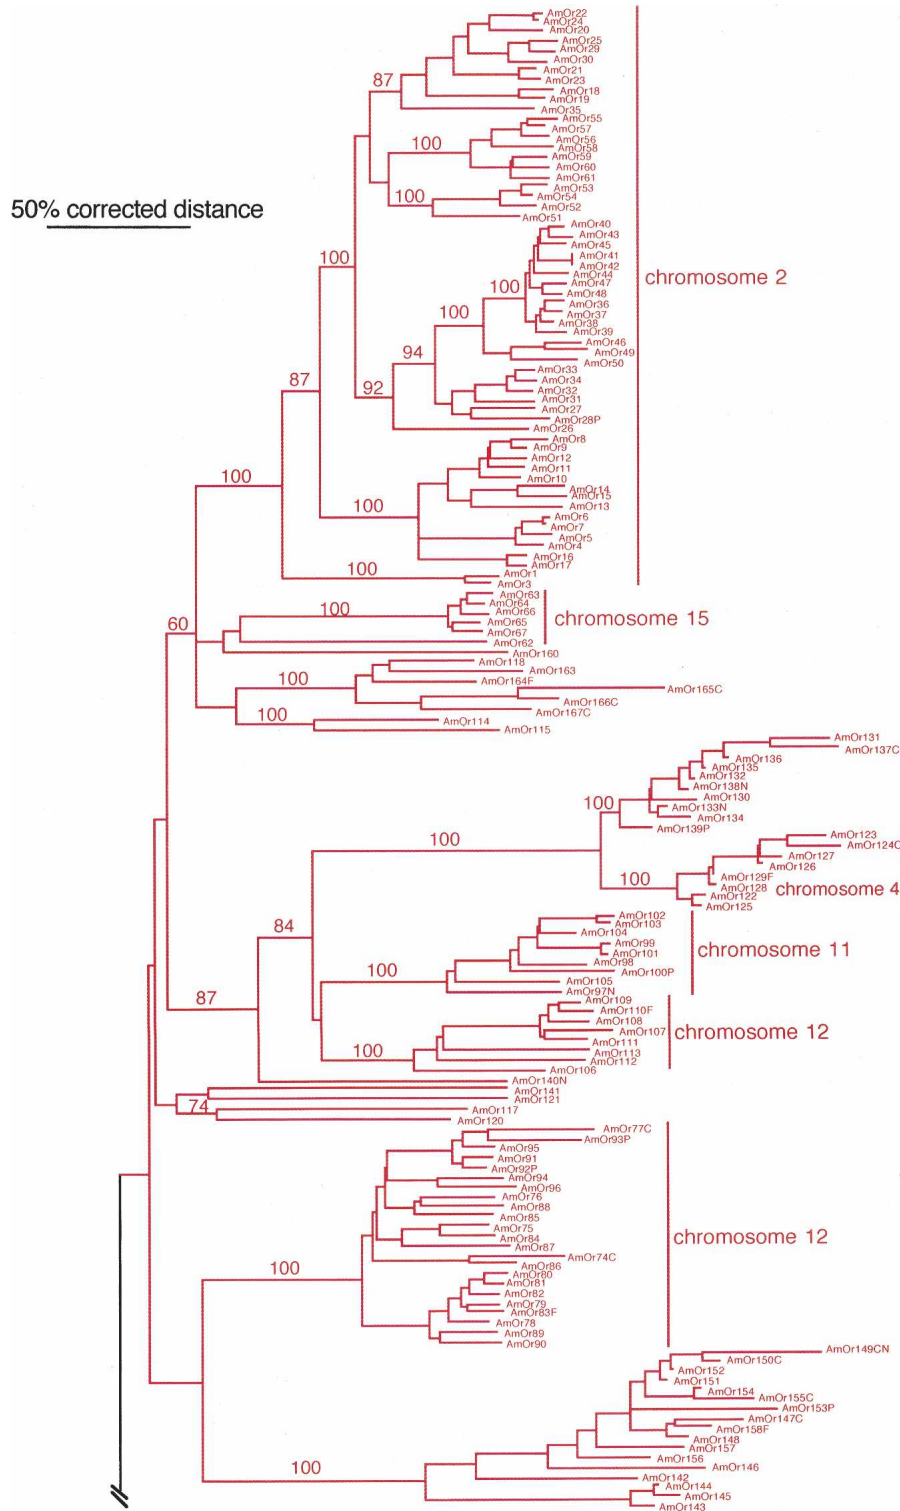 AmOr22
AmOr24
AmOr20
AmOr25
AmOr29
AmOr30
AmOr21
87
AmOr23
AmOr18
AmOr19
AmOr35
AmOr55
AmOr57
100
AmOr56
AmOr58
AmOr59
AmOr60
AmOr61
AmOr53
100
AmOr54
AmOr52
50% corrected distance
AmOr51
AmOr40
AmOr43
AmOr45
100
AmOr41
AmOr42
AmOr44
chromosome 2
100
AmOr47
AmOr48
AmOr36
100
AmOr37
AmOr38
AmOr39
AmOr46
94
AmOr49
AmOr50
AmOr33
87
AmOr34
92
AmOr32
AmOr31
AmOr27
AmOr28P
AmOr26
AmOr8
AmOr9
AmOr12
AmOr11
100
AmOr10
AmOr14
AmOr15
100
AmOr13
AmOr6
AmOr7
AmOr5
AmOr4
AmOr16
AmOr17
100
AmOr1
AmOr3
AmOr63
AmOr64
100
AmOr66
chromosome 15
60
AmOr65
AmOr67
AmOr62
AmOr160
AmOr118
AmOr163
100
AmOr164F
AmOr165C
AmOr166C
AmOr167C
100
AmOr114
AmOr115
AmOr131
AmOr137C
AmOr136
AmOr135
AmOr132
AmOr138N
AmOr130
100
AmOr133N
AmOr134
AmOr139P
AmOr123
100
AmOr124C
AmOr127
AmOr126
AmOr129F
100
AmOr128
chromosome 4
AmOr122
AmOr125
AmOr102
AmOr103
84
AmOr104
AmOr99
chromosome 11
AmOr101
AmOr98
100
AmOr100P
AmOr105
AmOr97N
87
AmOr109
AmOr110F
AmOr108
AmOr107
chromosome 12
AmOr111
100
AmOr113
AmOr112
AmOr106
AmOr140N
AmOr141
AmOr121
74
AmOr117
AmOr120
AmOr77C
AmOr93P
AmOr95
AmOr91
AmOr92P
AmOr94
AmOr96
AmOr76
AmOr88
AmOr85
AmOr75
AmOr84
chromosome 12
AmOr87
AmOr74C
AmOr86
100
AmOr80
AmOr81
AmOr82
AmOr79
AmOr83F
AmOr78
AmOr89
AmOr90
AmOr149CN
AmOr150C
AmOr152
AmOr151
AmOr154
AmOr155C
AmOr153P
AmOr147C
AmOr158F
AmOr148
AmOr157
AmOr156
100
AmOr146
AmOr142
AmOr144
AmOr145
AmOr143